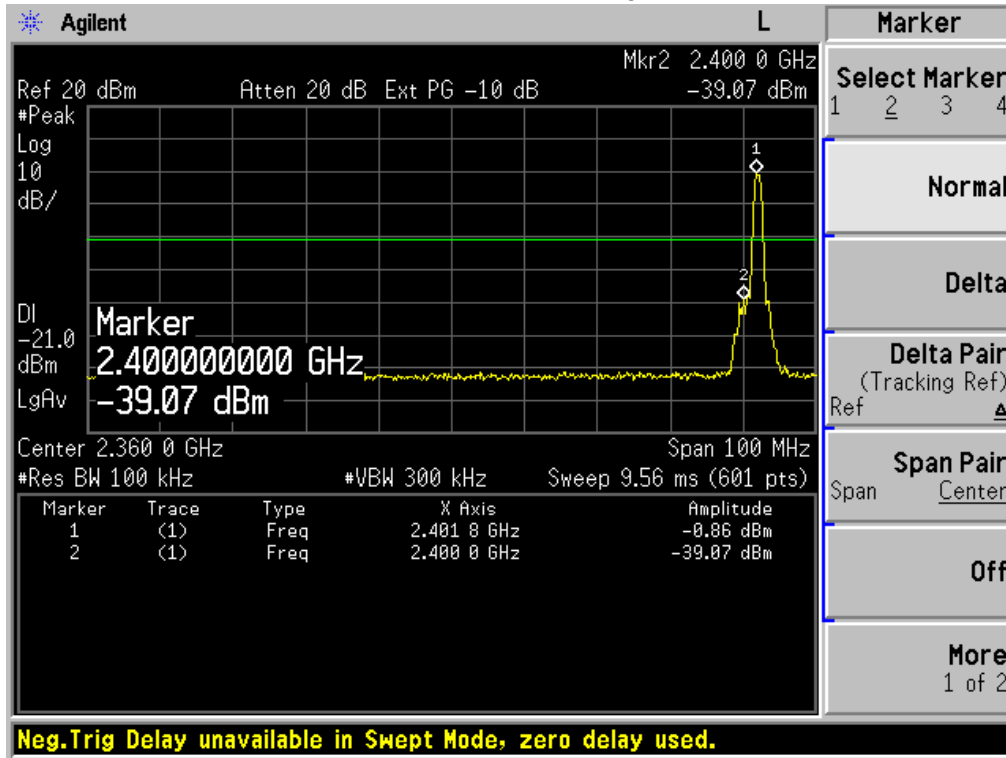 Agilent
L
Marker
Mkr2 2.400 0 GHz
Ref 20 dBm Atten 20 dB Ext PG -10 dB -39.07 dBm
#Peak
Log
10
dB/
1
2
DI
-21.0
dBm
LgAv
Marker
2.400000000 GHz
-39.07 dBm
Center 2.360 0 GHz Span 100 MHz
#Res BW 100 kHz #VBW 300 kHz Sweep 9.56 ms (601 pts)
Marker Trace Type X Axis Amplitude
1 (1) Freq 2.401 8 GHz -0.86 dBm
2 (1) Freq 2.400 0 GHz -39.07 dBm
Select Marker
1 2 3 4
Normal
Delta
Delta Pair
(Tracking Ref)
Ref Δ
Span Pair
Span Center
Off
More
1 of 2
Neg.Trig Delay unavailable in Swept Mode, zero delay used.